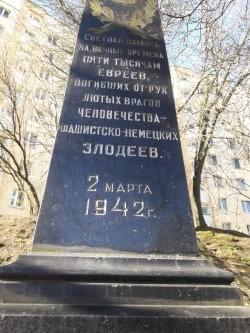 СВЕТЛАЯ ПАМЯТЬ
НА ВЕЧНЫЕ ВРЕМЕНА
ПЯТИ ТЫСЯЧАМ
ЕВРЕЕВ,
ПОГИБШИХ ОТ РУК
ЛЮТЫХ ВРАГОВ
ЧЕЛОВЕЧЕСТВА-
ФАШИСТСКО-НЕМЕЦКИХ
ЗЛОДЕЕВ.
2 МАРТА
1942 г.